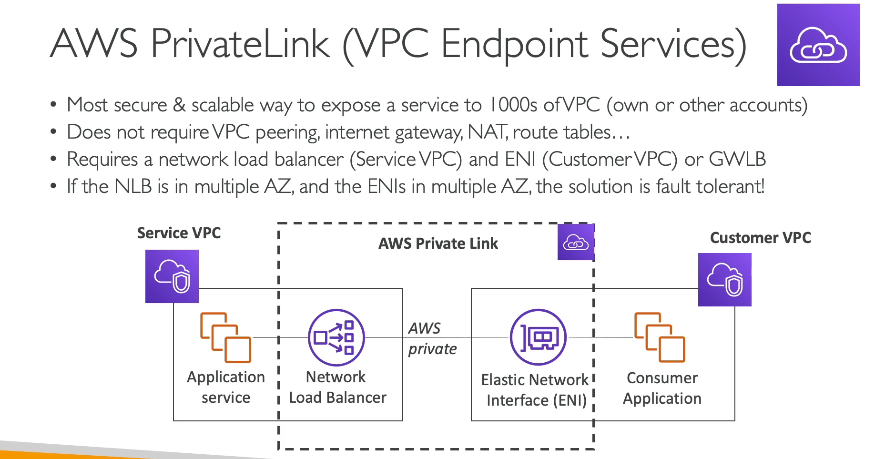 AWS PrivateLink (VPC Endpoint Services)
• Most secure & scalable way to expose a service to 1000s of VPC (own or other accounts)
• Does not require VPC peering, internet gateway, NAT, route tables…
• Requires a network load balancer (Service VPC) and ENI (Customer VPC) or GWLB
• If the NLB is in multiple AZ, and the ENIs in multiple AZ, the solution is fault tolerant!
Service VPC
AWS Private Link
Customer VPC
AWS
private
Application
service
Network
Load Balancer
Elastic Network
Interface (ENI)
Consumer
Application